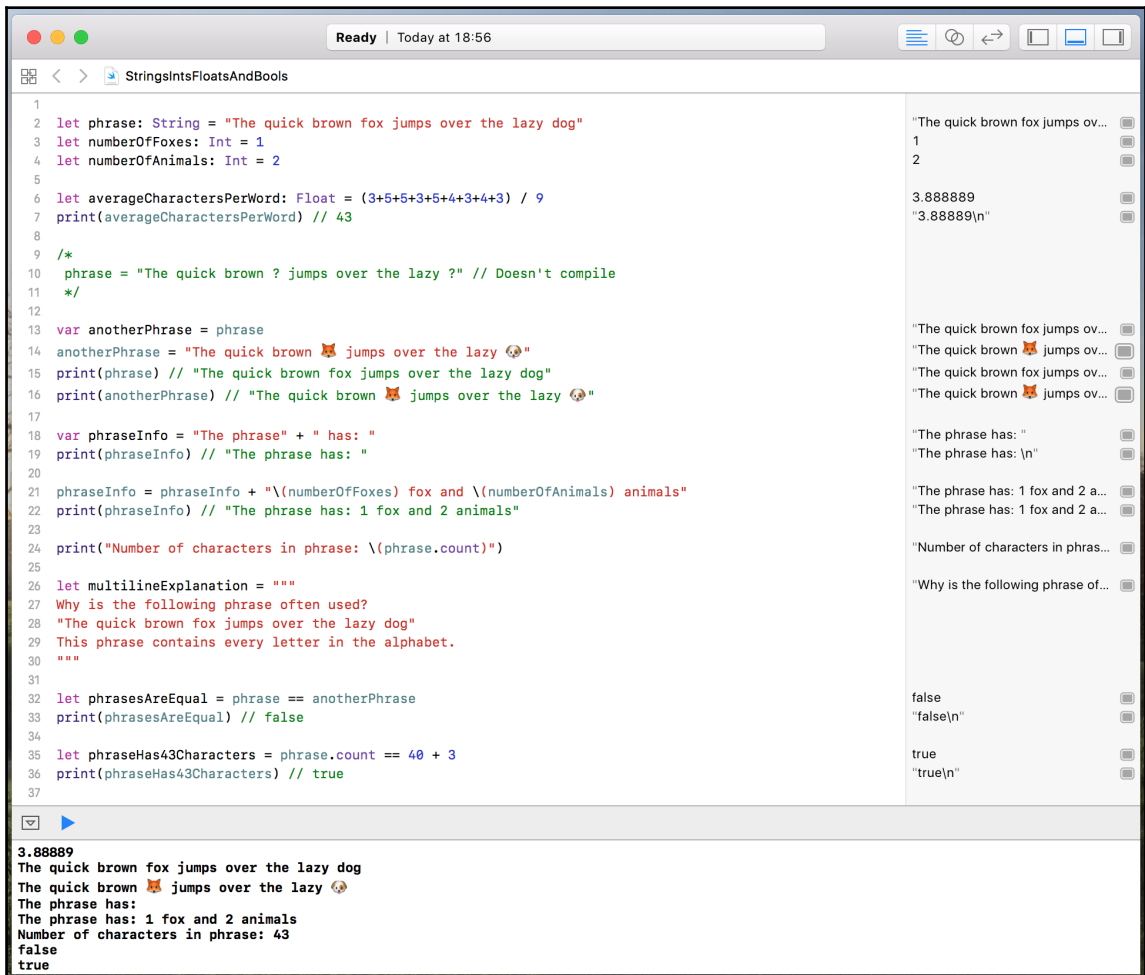 Ready | Today at 18:56
StringsIntsFloatsAndBools
1
2 let phrase: String = "The quick brown fox jumps over the lazy dog" "The quick brown fox jumps ov...
3 let numberOfFoxes: Int = 1 1
4 let numberOfAnimals: Int = 2 2
5
6 let averageCharactersPerWord: Float = (3+5+5+3+5+4+3+4+3) / 9 3.888889
7 print(averageCharactersPerWord) // 43 "3.88889\n"
8
9 /*
10 phrase = "The quick brown ? jumps over the lazy ?" // Doesn't compile
11 */
12
13 var anotherPhrase = phrase "The quick brown fox jumps ov...
14 anotherPhrase = "The quick brown 🦊 jumps over the lazy 🐶" "The quick brown 🦊 jumps ov...
15 print(phrase) // "The quick brown fox jumps over the lazy dog" "The quick brown fox jumps ov...
16 print(anotherPhrase) // "The quick brown 🦊 jumps over the lazy 🐶" "The quick brown 🦊 jumps ov...
17
18 var phraseInfo = "The phrase" + " has: " "The phrase has: "
19 print(phraseInfo) // "The phrase has: " "The phrase has: \n"
20
21 phraseInfo = phraseInfo + "\(numberOfFoxes) fox and \(numberOfAnimals) animals" "The phrase has: 1 fox and 2 a...
22 print(phraseInfo) // "The phrase has: 1 fox and 2 animals" "The phrase has: 1 fox and 2 a...
23
24 print("Number of characters in phrase: \(phrase.count)") "Number of characters in phras...
25
26 let multilineExplanation = """ "Why is the following phrase of...
27 Why is the following phrase often used?
28 "The quick brown fox jumps over the lazy dog"
29 This phrase contains every letter in the alphabet.
30 """
31
32 let phrasesAreEqual = phrase == anotherPhrase false
33 print(phrasesAreEqual) // false "false\n"
34
35 let phraseHas43Characters = phrase.count == 40 + 3 true
36 print(phraseHas43Characters) // true "true\n"
37
3.88889
The quick brown fox jumps over the lazy dog
The quick brown 🦊 jumps over the lazy 🐶
The phrase has:
The phrase has: 1 fox and 2 animals
Number of characters in phrase: 43
false
true